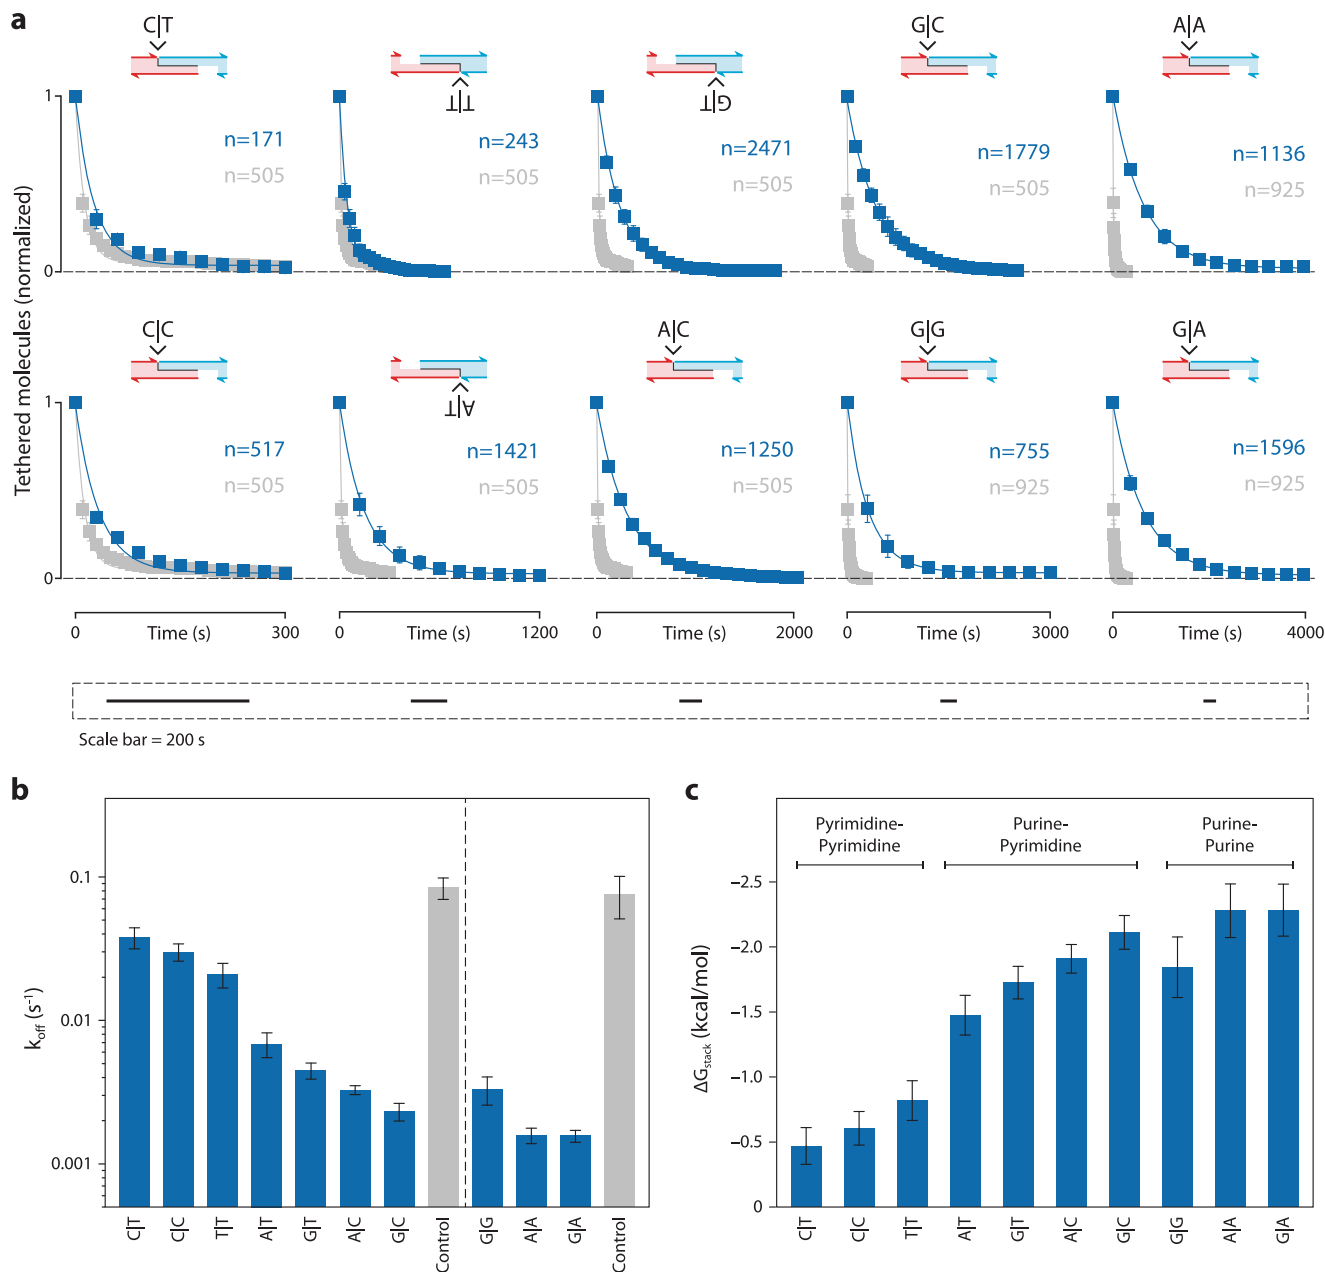 a
C|T
T|T
G|T
G|C
A|A
Tethered molecules (normalized)
1
0
n=171
n=505
n=243
n=505
n=2471
n=505
n=1779
n=505
n=1136
n=925
C|C
A|T
A|C
G|G
G|A
1
0
n=517
n=505
n=1421
n=505
n=1250
n=505
n=755
n=925
n=1596
n=925
0 Time (s) 300
0 Time (s) 1200
0 Time (s) 2000
0 Time (s) 3000
0 Time (s) 4000
Scale bar = 200 s
b
k_off (s⁻¹)
0.1
0.01
0.001
C|T
C|C
T|T
A|T
G|T
A|C
G|C
Control
G|G
A|A
G|A
Control
c
ΔG_stack (kcal/mol)
Pyrimidine-
Pyrimidine
Purine-
Pyrimidine
Purine-
Purine
−2.5
−2.0
−1.5
−1.0
−0.5
0
C|T
C|C
T|T
A|T
G|T
A|C
G|C
G|G
A|A
G|A